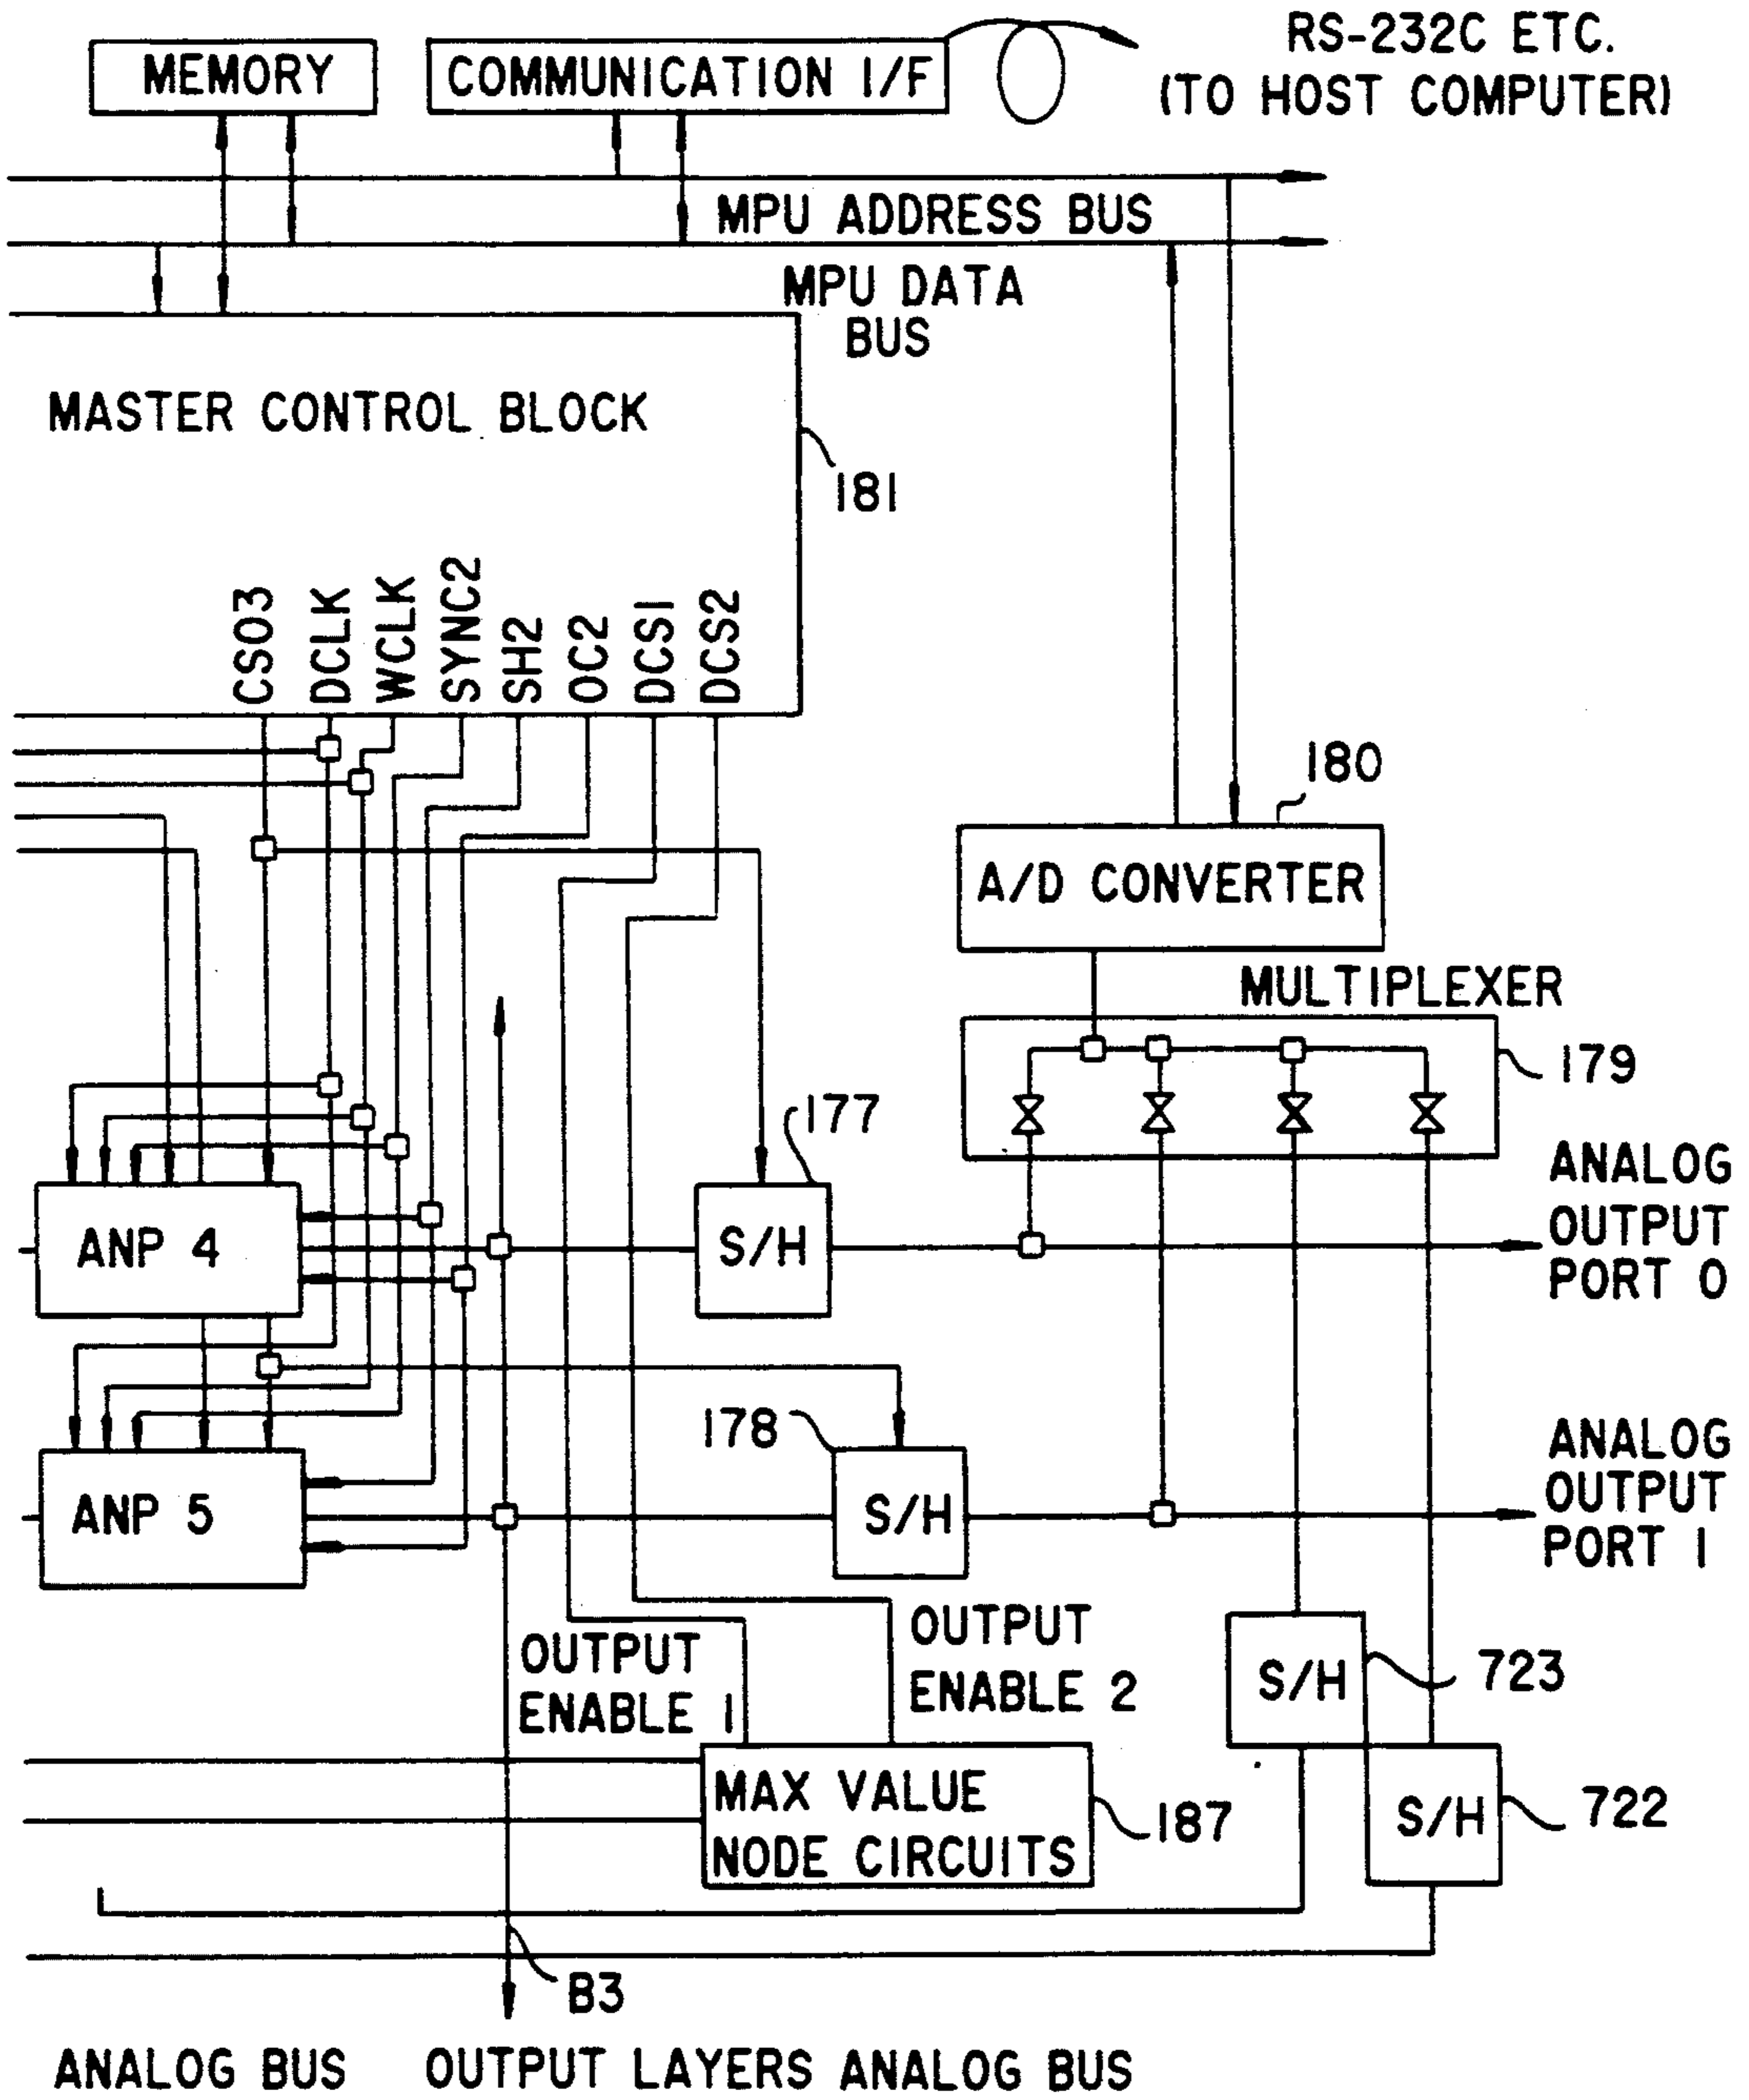 RS-232C ETC.
(TO HOST COMPUTER)
MEMORY
COMMUNICATION I/F
MPU ADDRESS BUS
MPU DATA
BUS
MASTER CONTROL BLOCK
181
CS03
DCLK
WCLK
SYNC2
SH2
OC2
DCS1
DCS2
180
A/D CONVERTER
MULTIPLEXER
179
177
ANP 4
S/H
ANALOG
OUTPUT
PORT 0
178
ANP 5
S/H
ANALOG
OUTPUT
PORT 1
OUTPUT
ENABLE 1
OUTPUT
ENABLE 2
S/H
723
MAX VALUE
NODE CIRCUITS
187
S/H
722
B3
ANALOG BUS
OUTPUT LAYERS ANALOG BUS